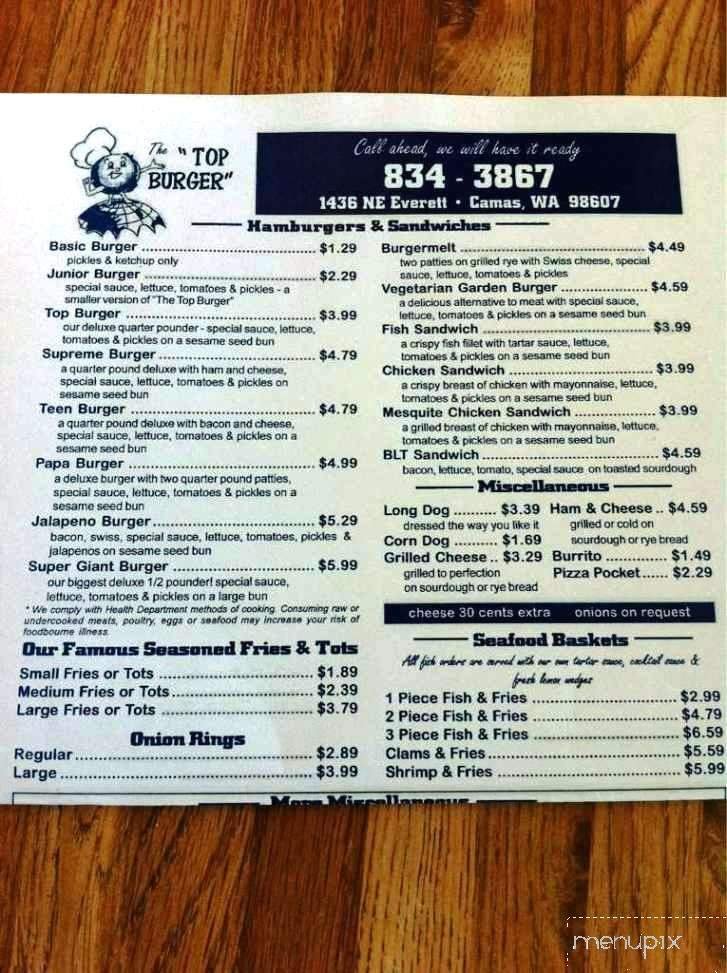 The "TOP
BURGER"
Call ahead, we will have it ready
834 - 3867
1436 NE Everett • Camas, WA 98607
Hamburgers & Sandwiches
Basic Burger ........ $1.29
pickles & ketchup only
Junior Burger ........ $2.29
special sauce, lettuce, tomatoes & pickles - a
smaller version of "The Top Burger"
Top Burger ........ $3.99
our deluxe quarter pounder - special sauce, lettuce,
tomatoes & pickles on a sesame seed bun
Supreme Burger ........ $4.79
a quarter pound deluxe with ham and cheese,
special sauce, lettuce, tomatoes & pickles on
sesame seed bun
Teen Burger ........ $4.79
a quarter pound deluxe with bacon and cheese,
special sauce, lettuce, tomatoes & pickles on a
sesame seed bun
Papa Burger ........ $4.99
a deluxe burger with two quarter pound patties,
special sauce, lettuce, tomatoes & pickles on a
sesame seed bun
Jalapeno Burger ........ $5.29
bacon, swiss, special sauce, lettuce, tomatoes, pickles &
jalapenos on sesame seed bun
Super Giant Burger ........ $5.99
our biggest deluxe 1/2 pounder! special sauce,
lettuce, tomatoes & pickles on a large bun
* We comply with Health Department methods of cooking. Consuming raw or
undercooked meats, poultry, eggs or seafood may increase your risk of
foodbourne illness.
Our Famous Seasoned Fries & Tots
Small Fries or Tots ........ $1.89
Medium Fries or Tots ........ $2.39
Large Fries or Tots ........ $3.79
Onion Rings
Regular ........ $2.89
Large ........ $3.99
Burgermelt ........ $4.49
two patties on grilled rye with Swiss cheese, special
sauce, lettuce, tomatoes & pickles
Vegetarian Garden Burger ........ $4.59
a delicious alternative to meat with special sauce,
lettuce, tomatoes & pickles on a sesame seed bun
Fish Sandwich ........ $3.99
a crispy fish fillet with tartar sauce, lettuce,
tomatoes & pickles on a sesame seed bun
Chicken Sandwich ........ $3.99
a crispy breast of chicken with mayonnaise, lettuce,
tomatoes & pickles on a sesame seed bun
Mesquite Chicken Sandwich ........ $3.99
a grilled breast of chicken with mayonnaise, lettuce,
tomatoes & pickles on a sesame seed bun
BLT Sandwich ........ $4.59
bacon, lettuce, tomato, special sauce on toasted sourdough
Miscellaneous
Long Dog .......... $3.39
dressed the way you like it
Corn Dog .......... $1.69
Grilled Cheese .. $3.29
grilled to perfection
on sourdough or rye bread
Ham & Cheese .. $4.59
grilled or cold on
sourdough or rye bread
Burrito ............. $1.49
Pizza Pocket...... $2.29
cheese 30 cents extra onions on request
Seafood Baskets
All fish orders are served with our own tartar sauce, cocktail sauce &
fresh lemon wedges
1 Piece Fish & Fries ........ $2.99
2 Piece Fish & Fries ........ $4.79
3 Piece Fish & Fries ........ $6.59
Clams & Fries ........ $5.59
Shrimp & Fries ........ $5.99
More Miscellaneous
menupix